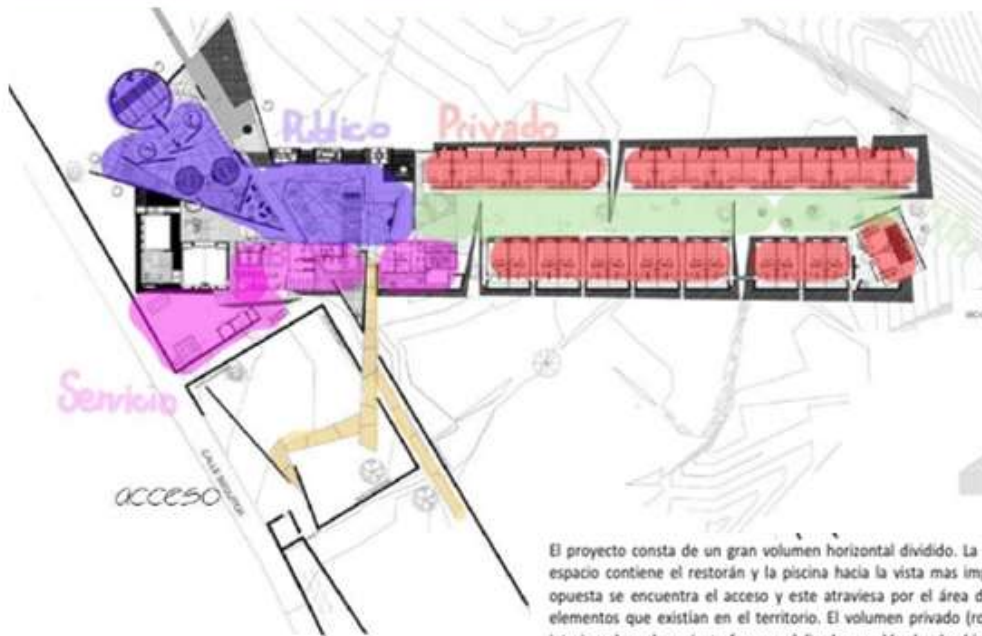 Público Privado
Servicio
CALLE
acceso
El proyecto consta de un gran volumen horizontal dividido. La
espacio contiene el restorán y la piscina hacia la vista mas imp
opuesta se encuentra el acceso y este atraviesa por el área d
elementos que existían en el territorio. El volumen privado (ro